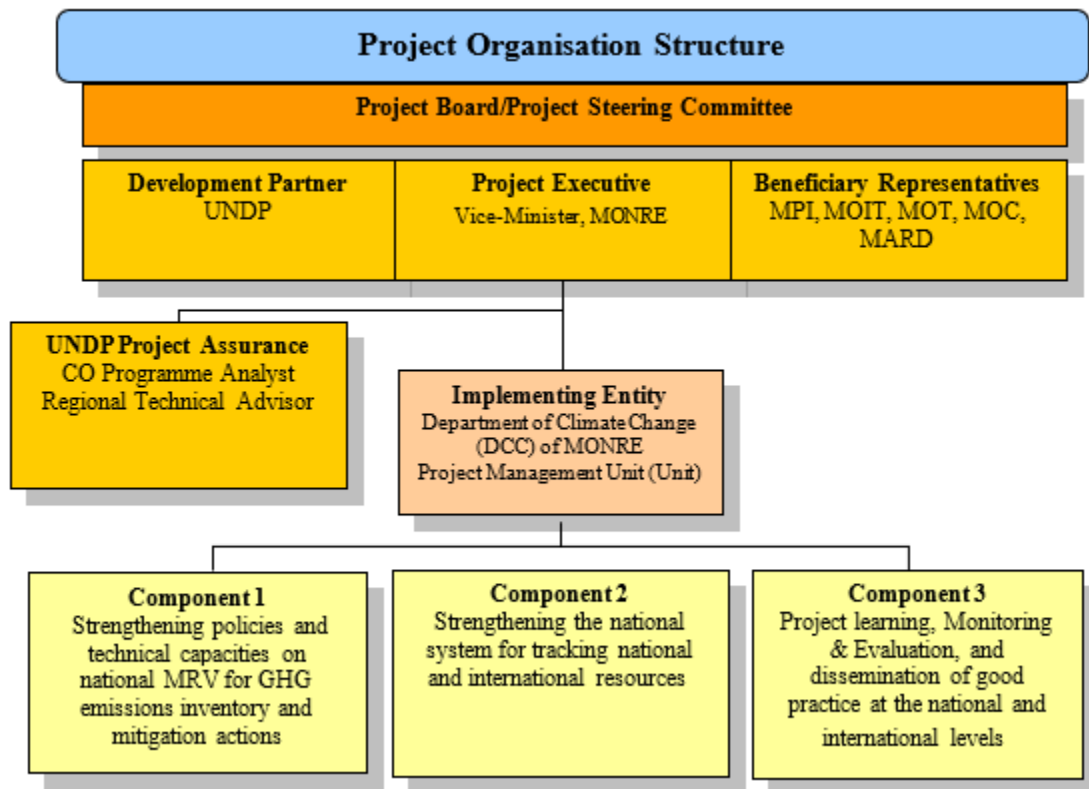 Project Organisation Structure
Project Board/Project Steering Committee
Development Partner
UNDP
Project Executive
Vice-Minister, MONRE
Beneficiary Representatives
MPI, MOIT, MOT, MOC,
MARD
UNDP Project Assurance
CO Programme Analyst
Regional Technical Advisor
Implementing Entity
Department of Climate Change
(DCC) of MONRE
Project Management Unit (Unit)
Component 1
Strengthening policies and
technical capacities on
national MRV for GHG
emissions inventory and
mitigation actions
Component 2
Strengthening the national
system for tracking national
and international resources
Component 3
Project learning, Monitoring
& Evaluation, and
dissemination of good
practice at the national and
international levels